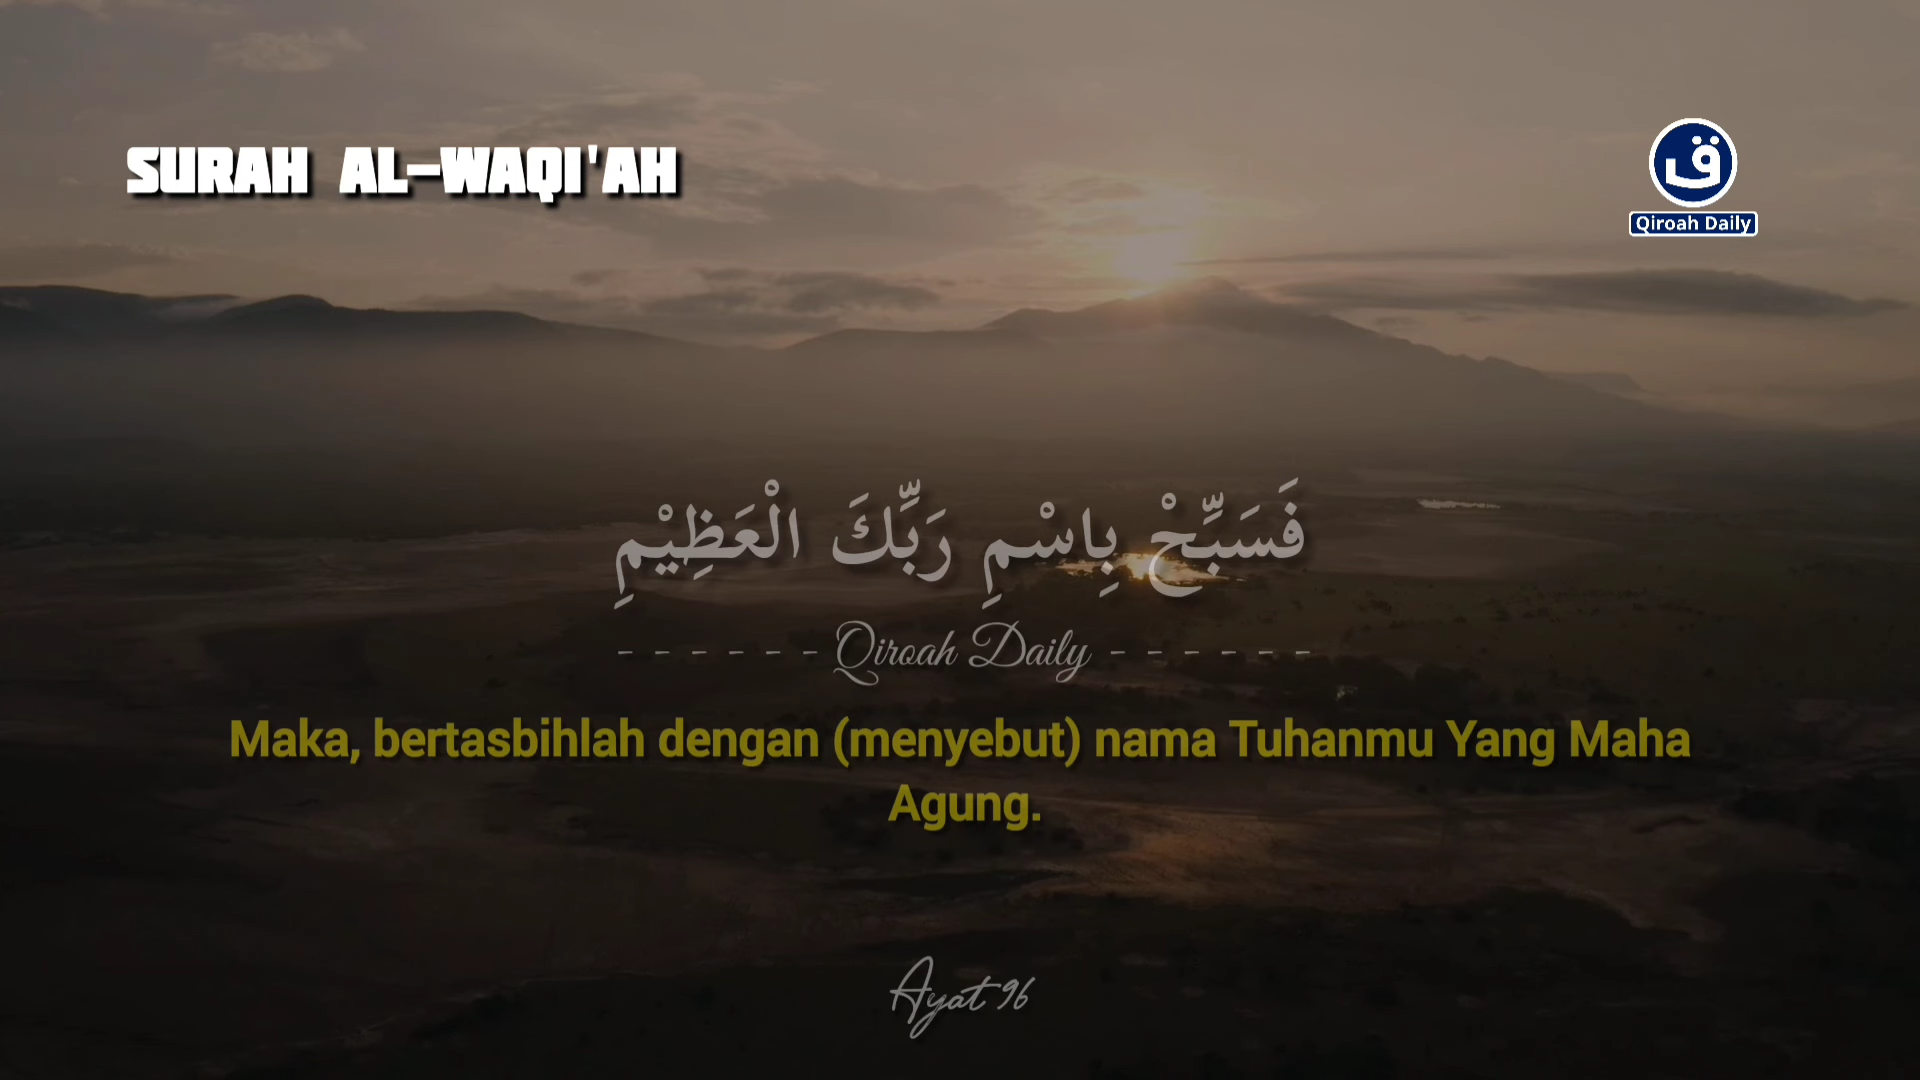 SURAH AL-WAQI'AH
ق
Qiroah Daily
فَسَبِّحْ بِاسْمِ رَبِّكَ الْعَظِيْمِ
- - - - - - Qiroah Daily - - - - - -
Maka, bertasbihlah dengan (menyebut) nama Tuhanmu Yang Maha
Agung.
Ayat 96